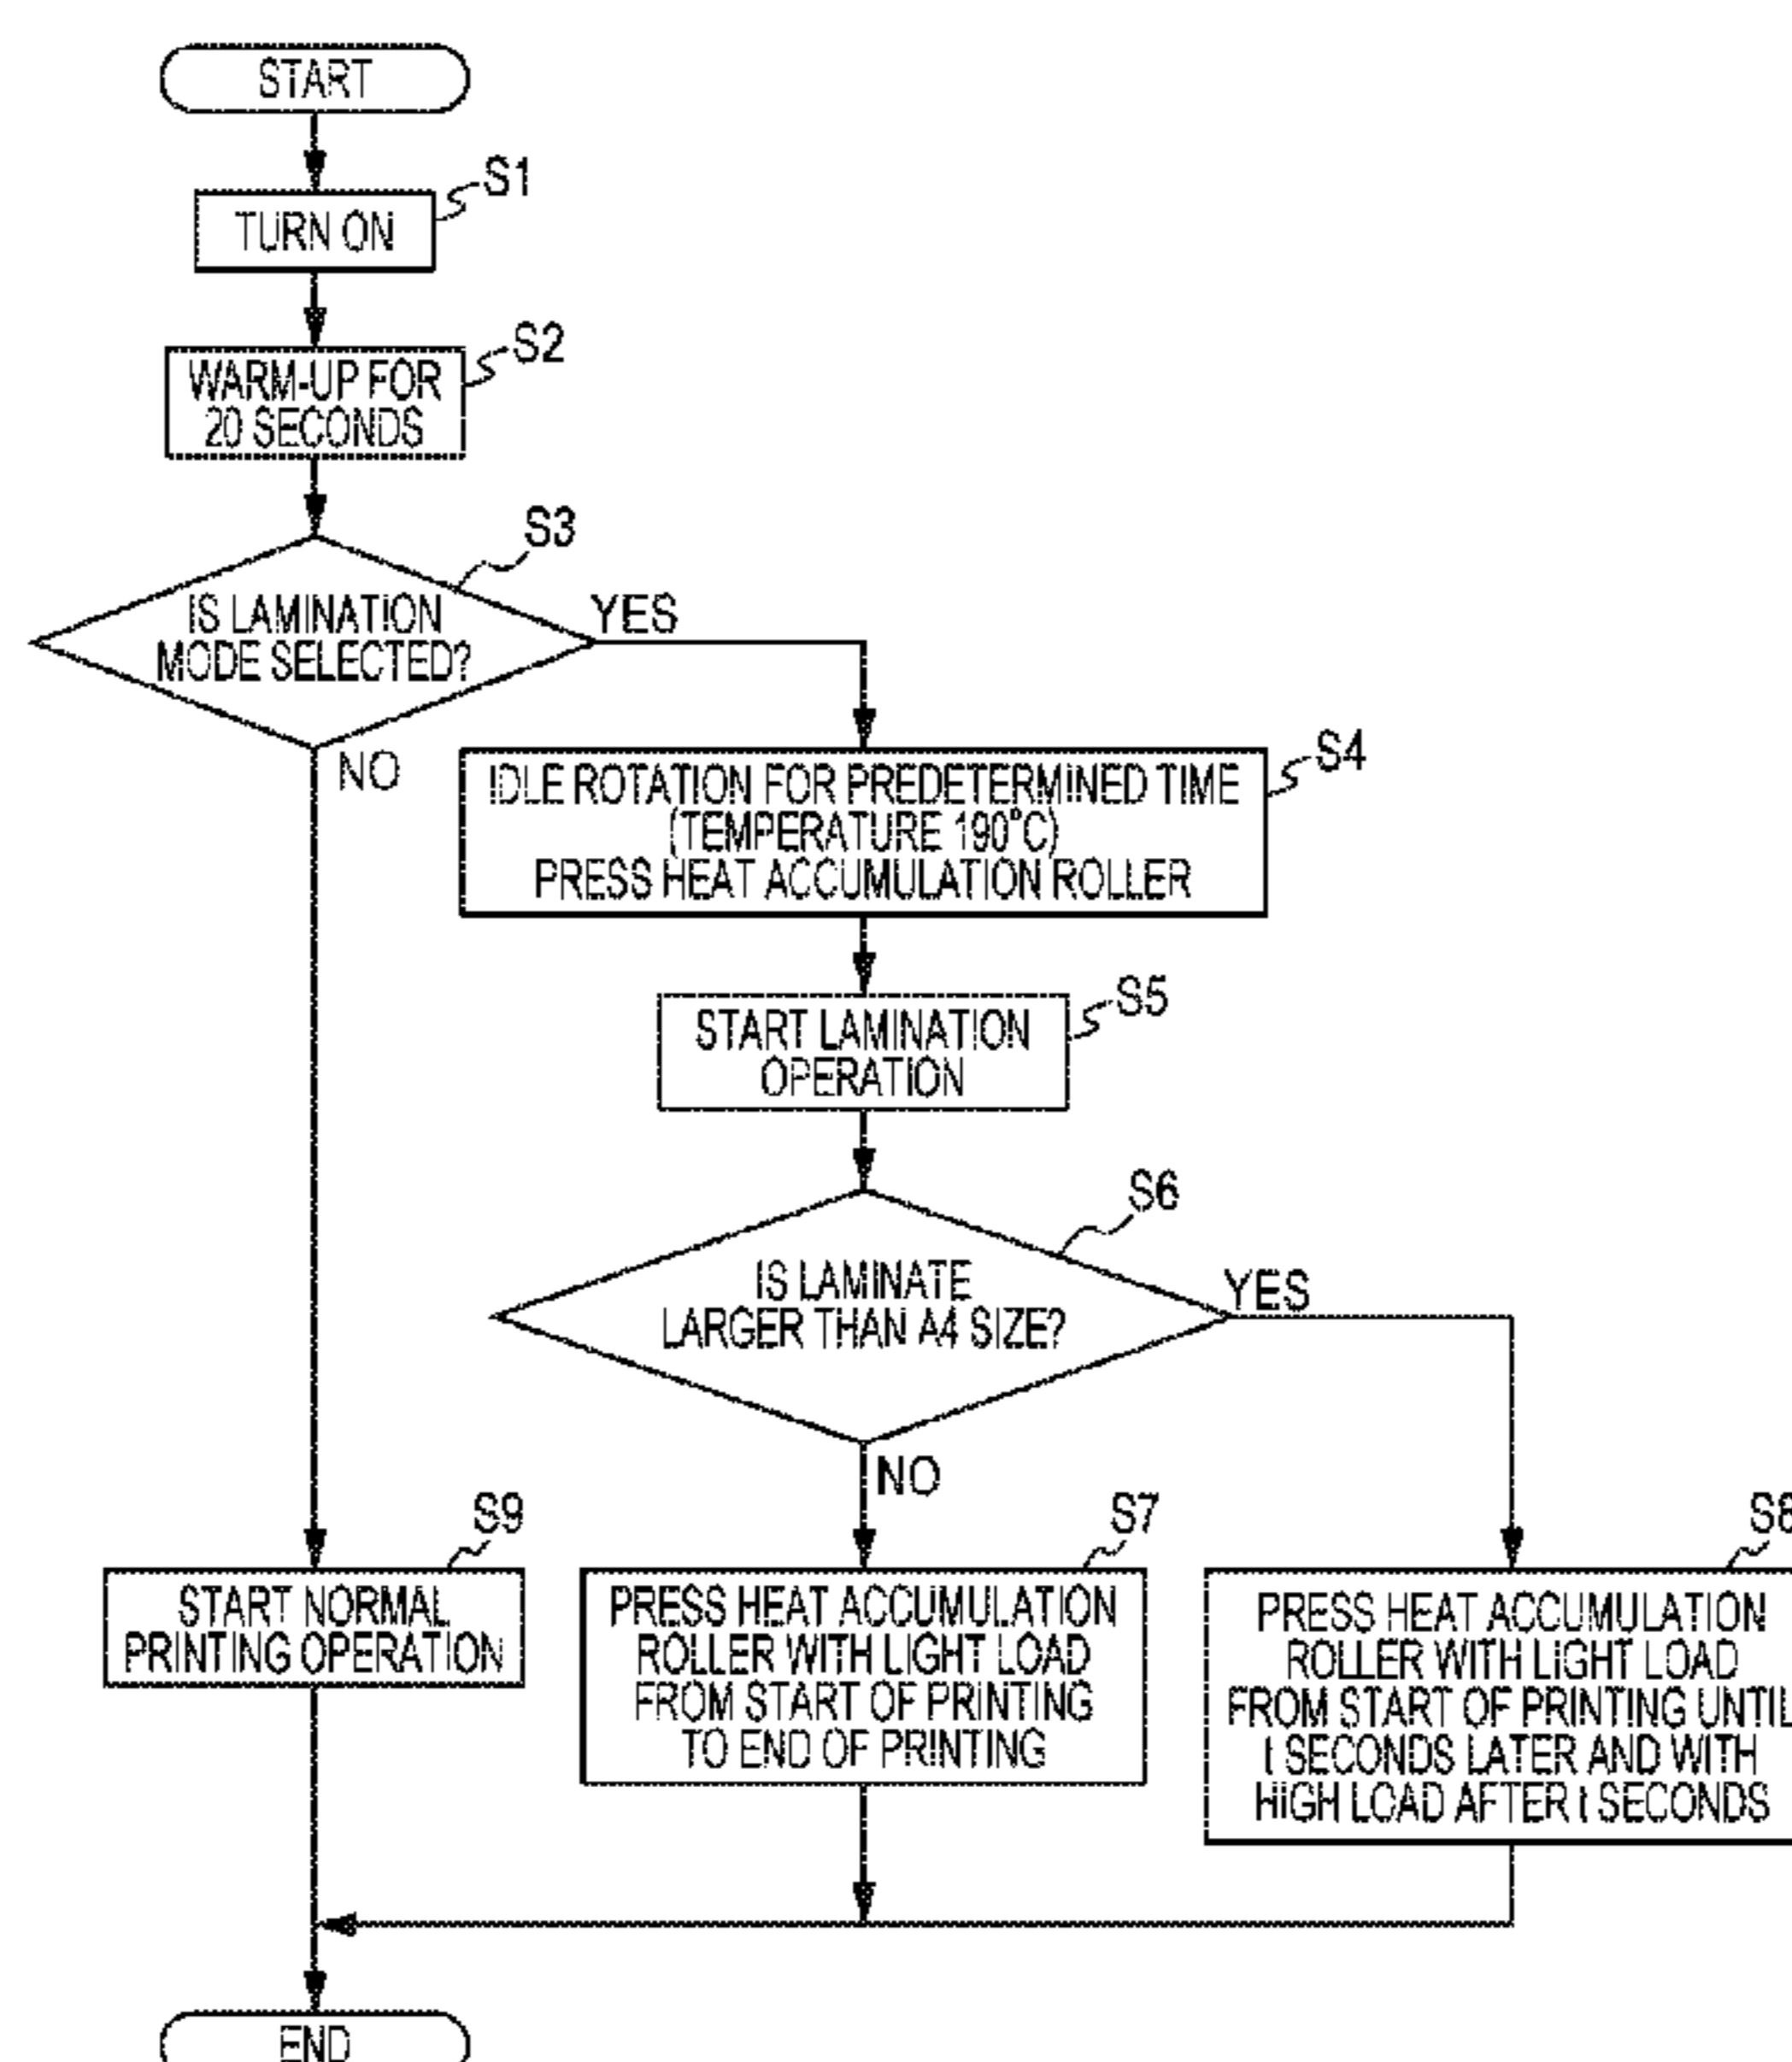 START
S1
TURN ON
S2
WARM-UP FOR
20 SECONDS
S3
IS LAMINATION
MODE SELECTED?
YES
NO
S4
IDLE ROTATION FOR PREDETERMINED TIME
(TEMPERATURE 190°C)
PRESS HEAT ACCUMULATION ROLLER
S5
START LAMINATION
OPERATION
S6
IS LAMINATE
LARGER THAN A4 SIZE?
YES
NO
S9
START NORMAL
PRINTING OPERATION
S7
PRESS HEAT ACCUMULATION
ROLLER WITH LIGHT LOAD
FROM START OF PRINTING
TO END OF PRINTING
S8
PRESS HEAT ACCUMULATION
ROLLER WITH LIGHT LOAD
FROM START OF PRINTING UNTIL
t SECONDS LATER AND WITH
HIGH LOAD AFTER t SECONDS
END